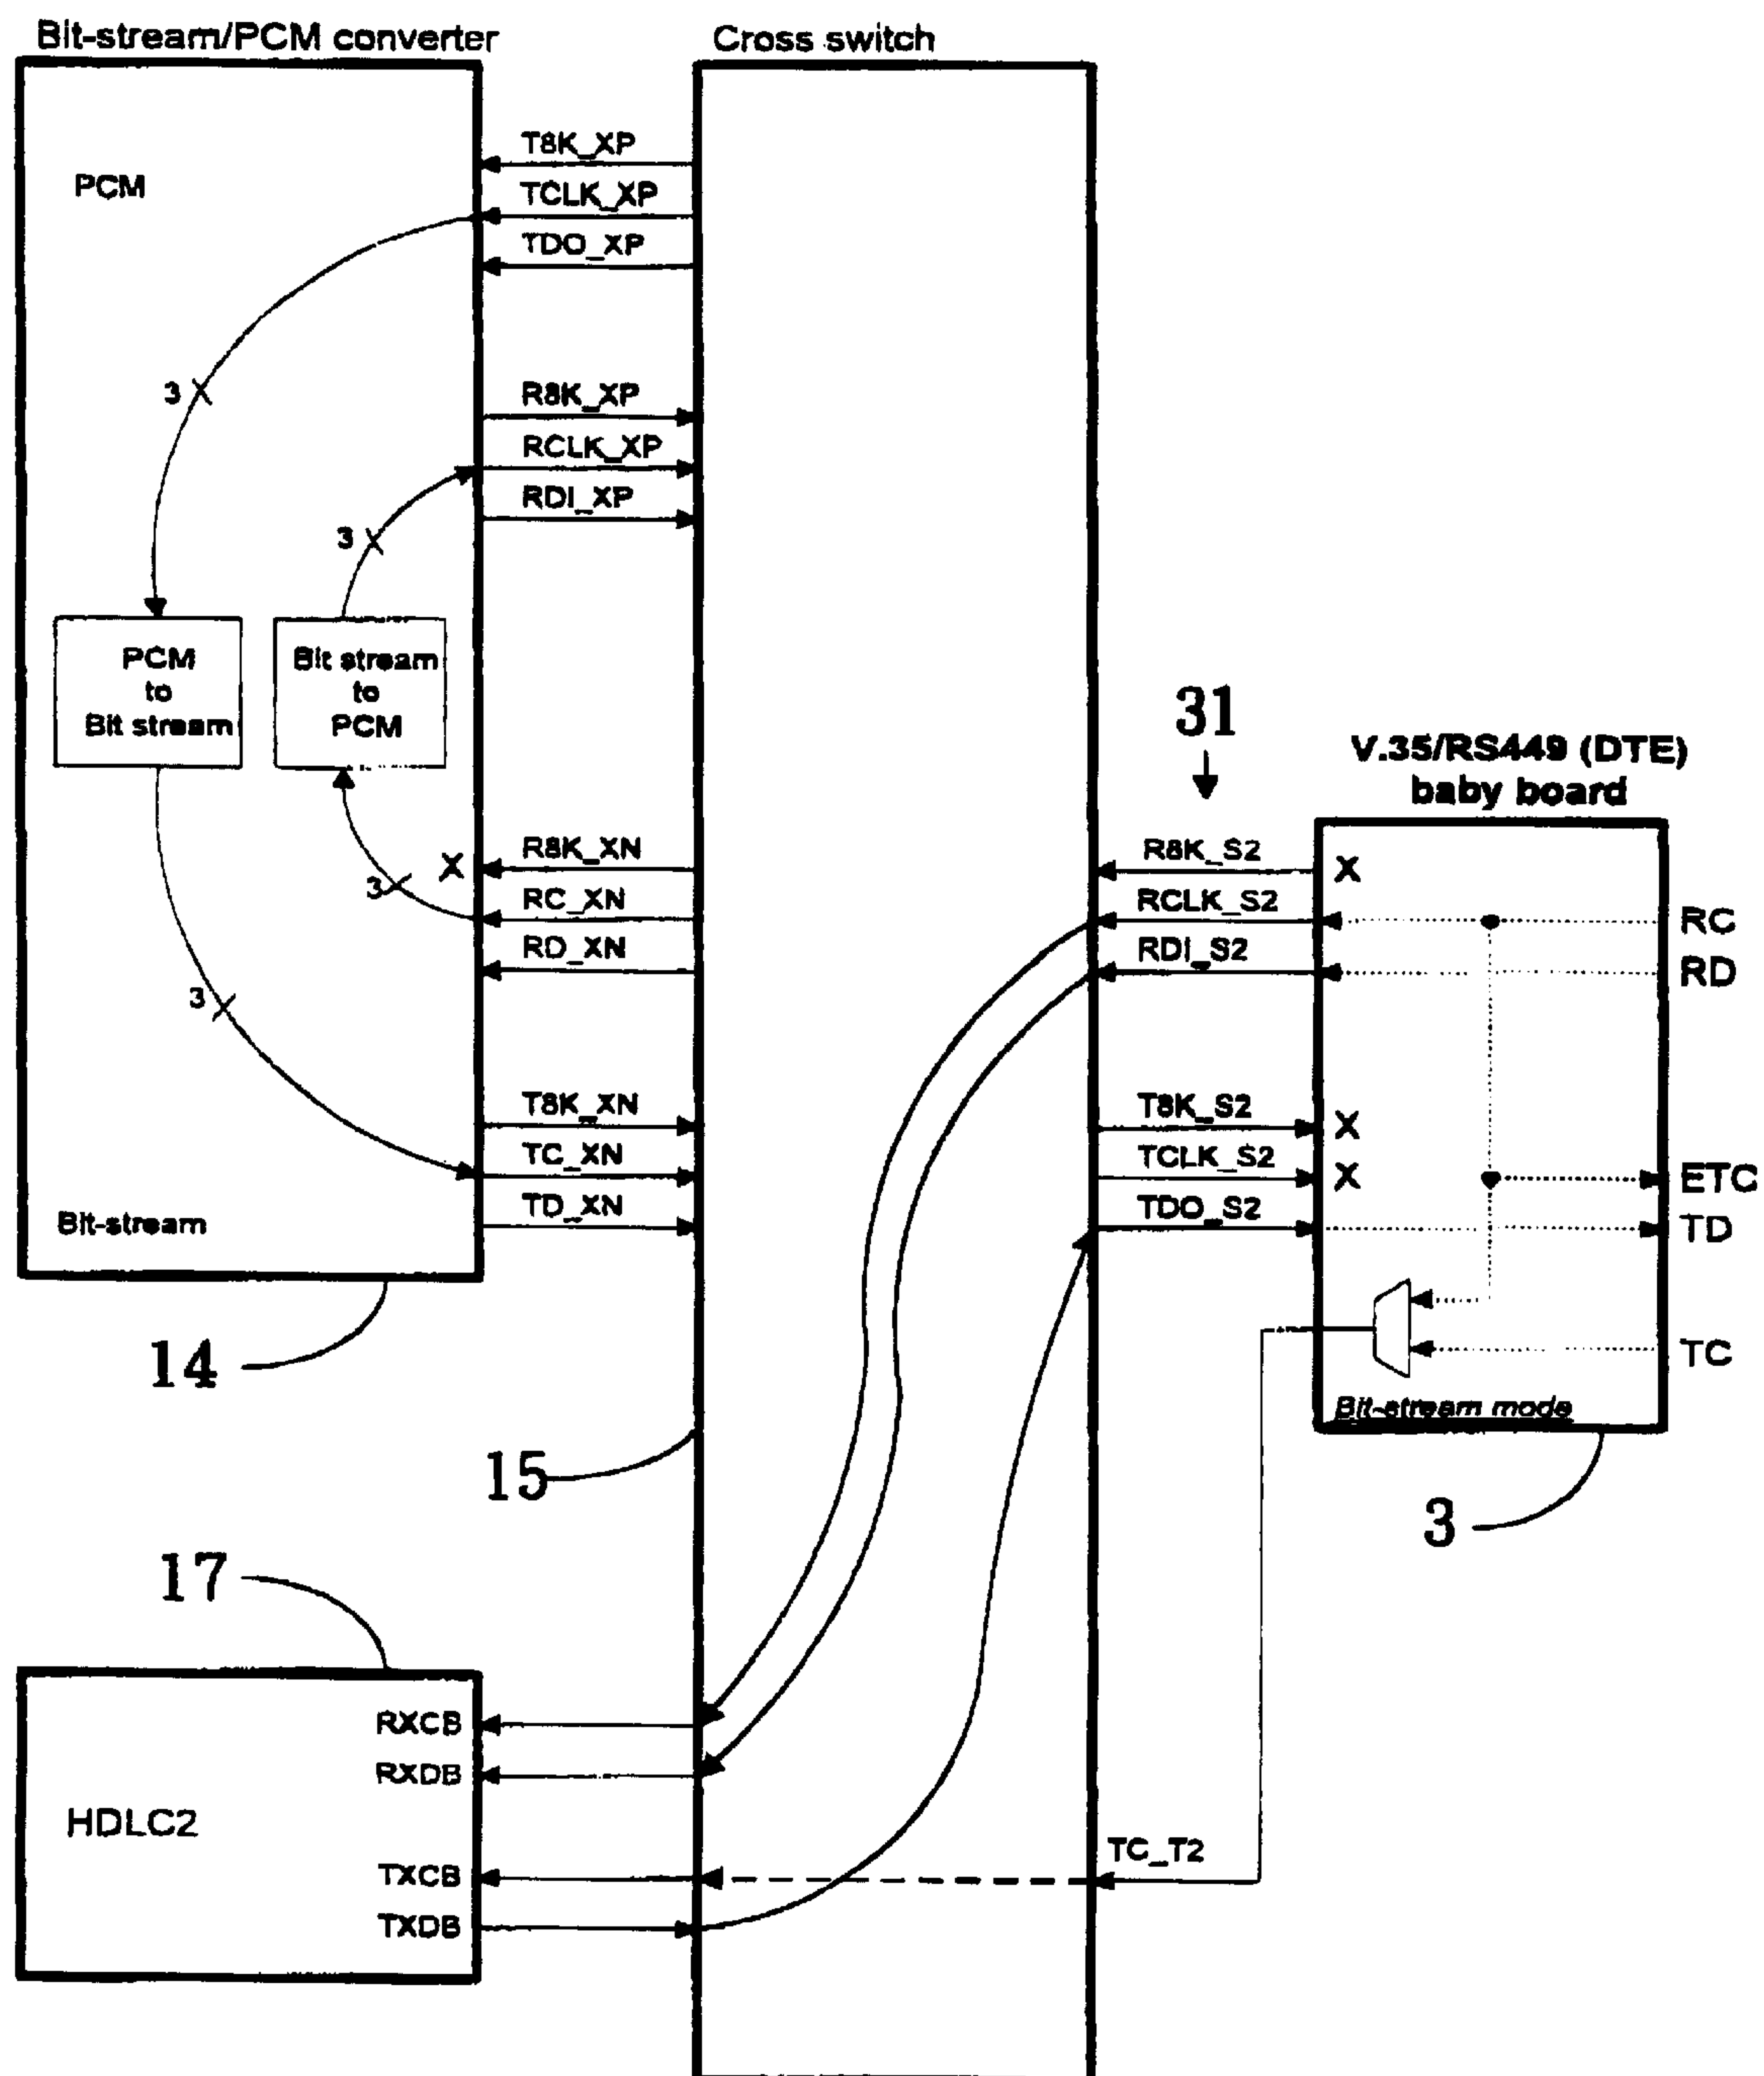 Bit-stream/PCM converter
Cross switch
PCM
T8K_XP
TCLK_XP
TDO_XP
3
R8K_XP
RCLK_XP
RDI_XP
3
PCM
to
Bit stream
Bit stream
to
PCM
31
V.35/RS449 (DTE)
baby board
X
R8K_XN
3
RC_XN
RD_XN
R8K_S2
X
RCLK_S2
RC
RDI_S2
RD
3
T8K_XN
TC_XN
TD_XN
Bit-stream
T8K_S2
X
TCLK_S2
X
ETC
TDO_S2
TD
TC
Bit-stream mode
14
15
3
17
RXCB
RXDB
HDLC2
TXCB
TXDB
TC_T2